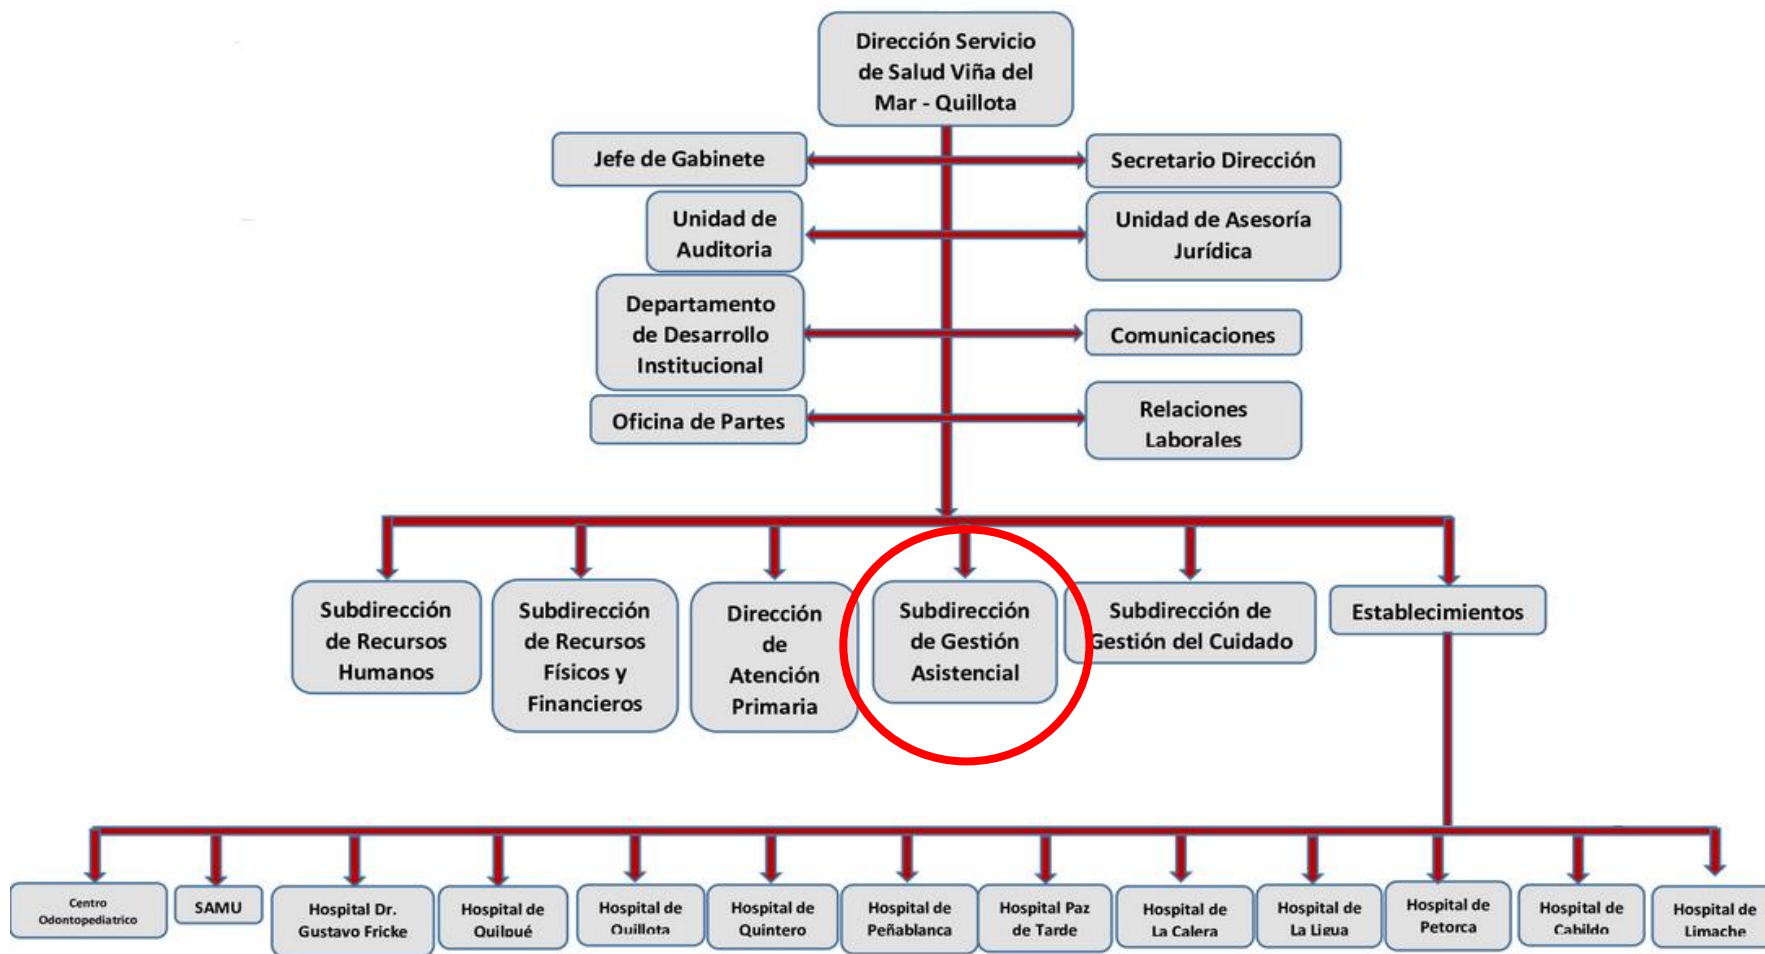 Dirección Servicio
de Salud Viña del
Mar - Quillota
Jefe de Gabinete
Secretario Dirección
Unidad de
Auditoria
Unidad de Asesoría
Jurídica
Departamento
de Desarrollo
Institucional
Comunicaciones
Oficina de Partes
Relaciones
Laborales
Subdirección
de Recursos
Humanos
Subdirección
de Recursos
Físicos y
Financieros
Dirección
de
Atención
Primaria
Subdirección
de Gestión
Asistencial
Subdirección de
Gestión del Cuidado
Establecimientos
Centro
Odontopediatrico
SAMU
Hospital Dr.
Gustavo Fricke
Hospital de
Quilpué
Hospital de
Quillota
Hospital de
Quintero
Hospital de
Peñablanca
Hospital Paz
de Tarde
Hospital de
La Calera
Hospital de
La Ligua
Hospital de
Petorca
Hospital de
Cabildo
Hospital de
Limache